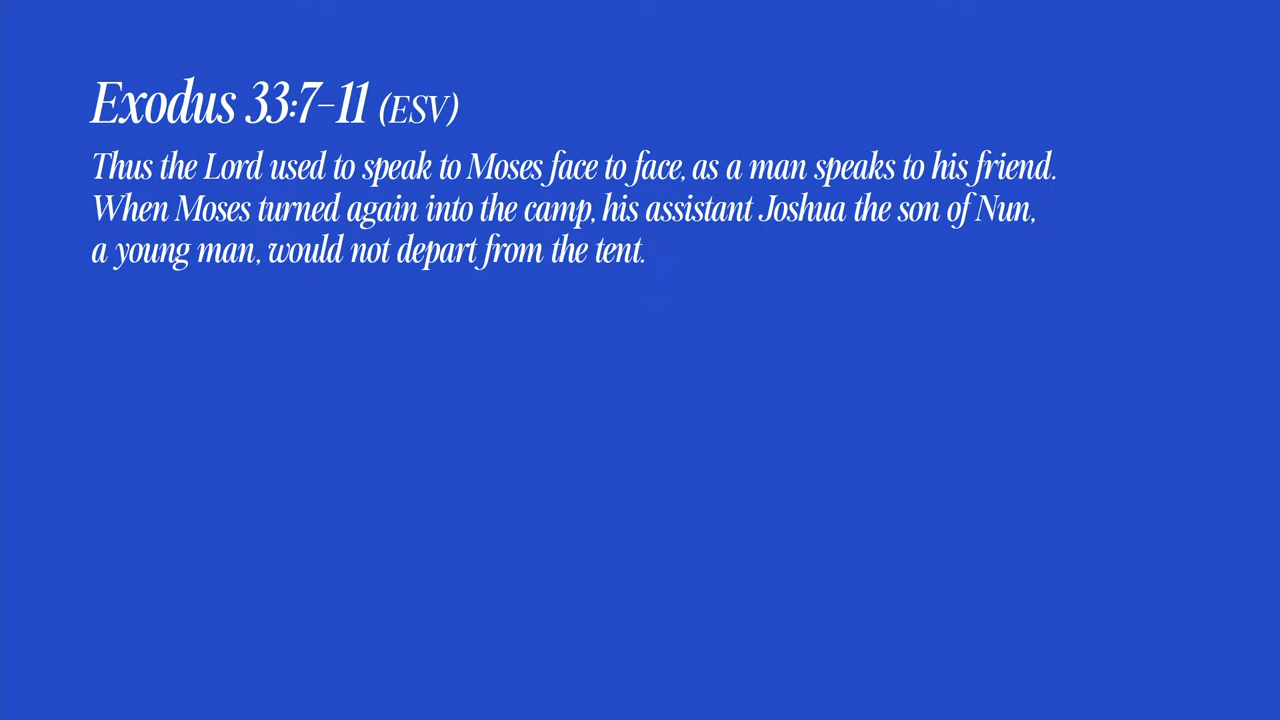 Exodus 33:7–11 (ESV)
Thus the Lord used to speak to Moses face to face, as a man speaks to his friend.
When Moses turned again into the camp, his assistant Joshua the son of Nun,
a young man, would not depart from the tent.